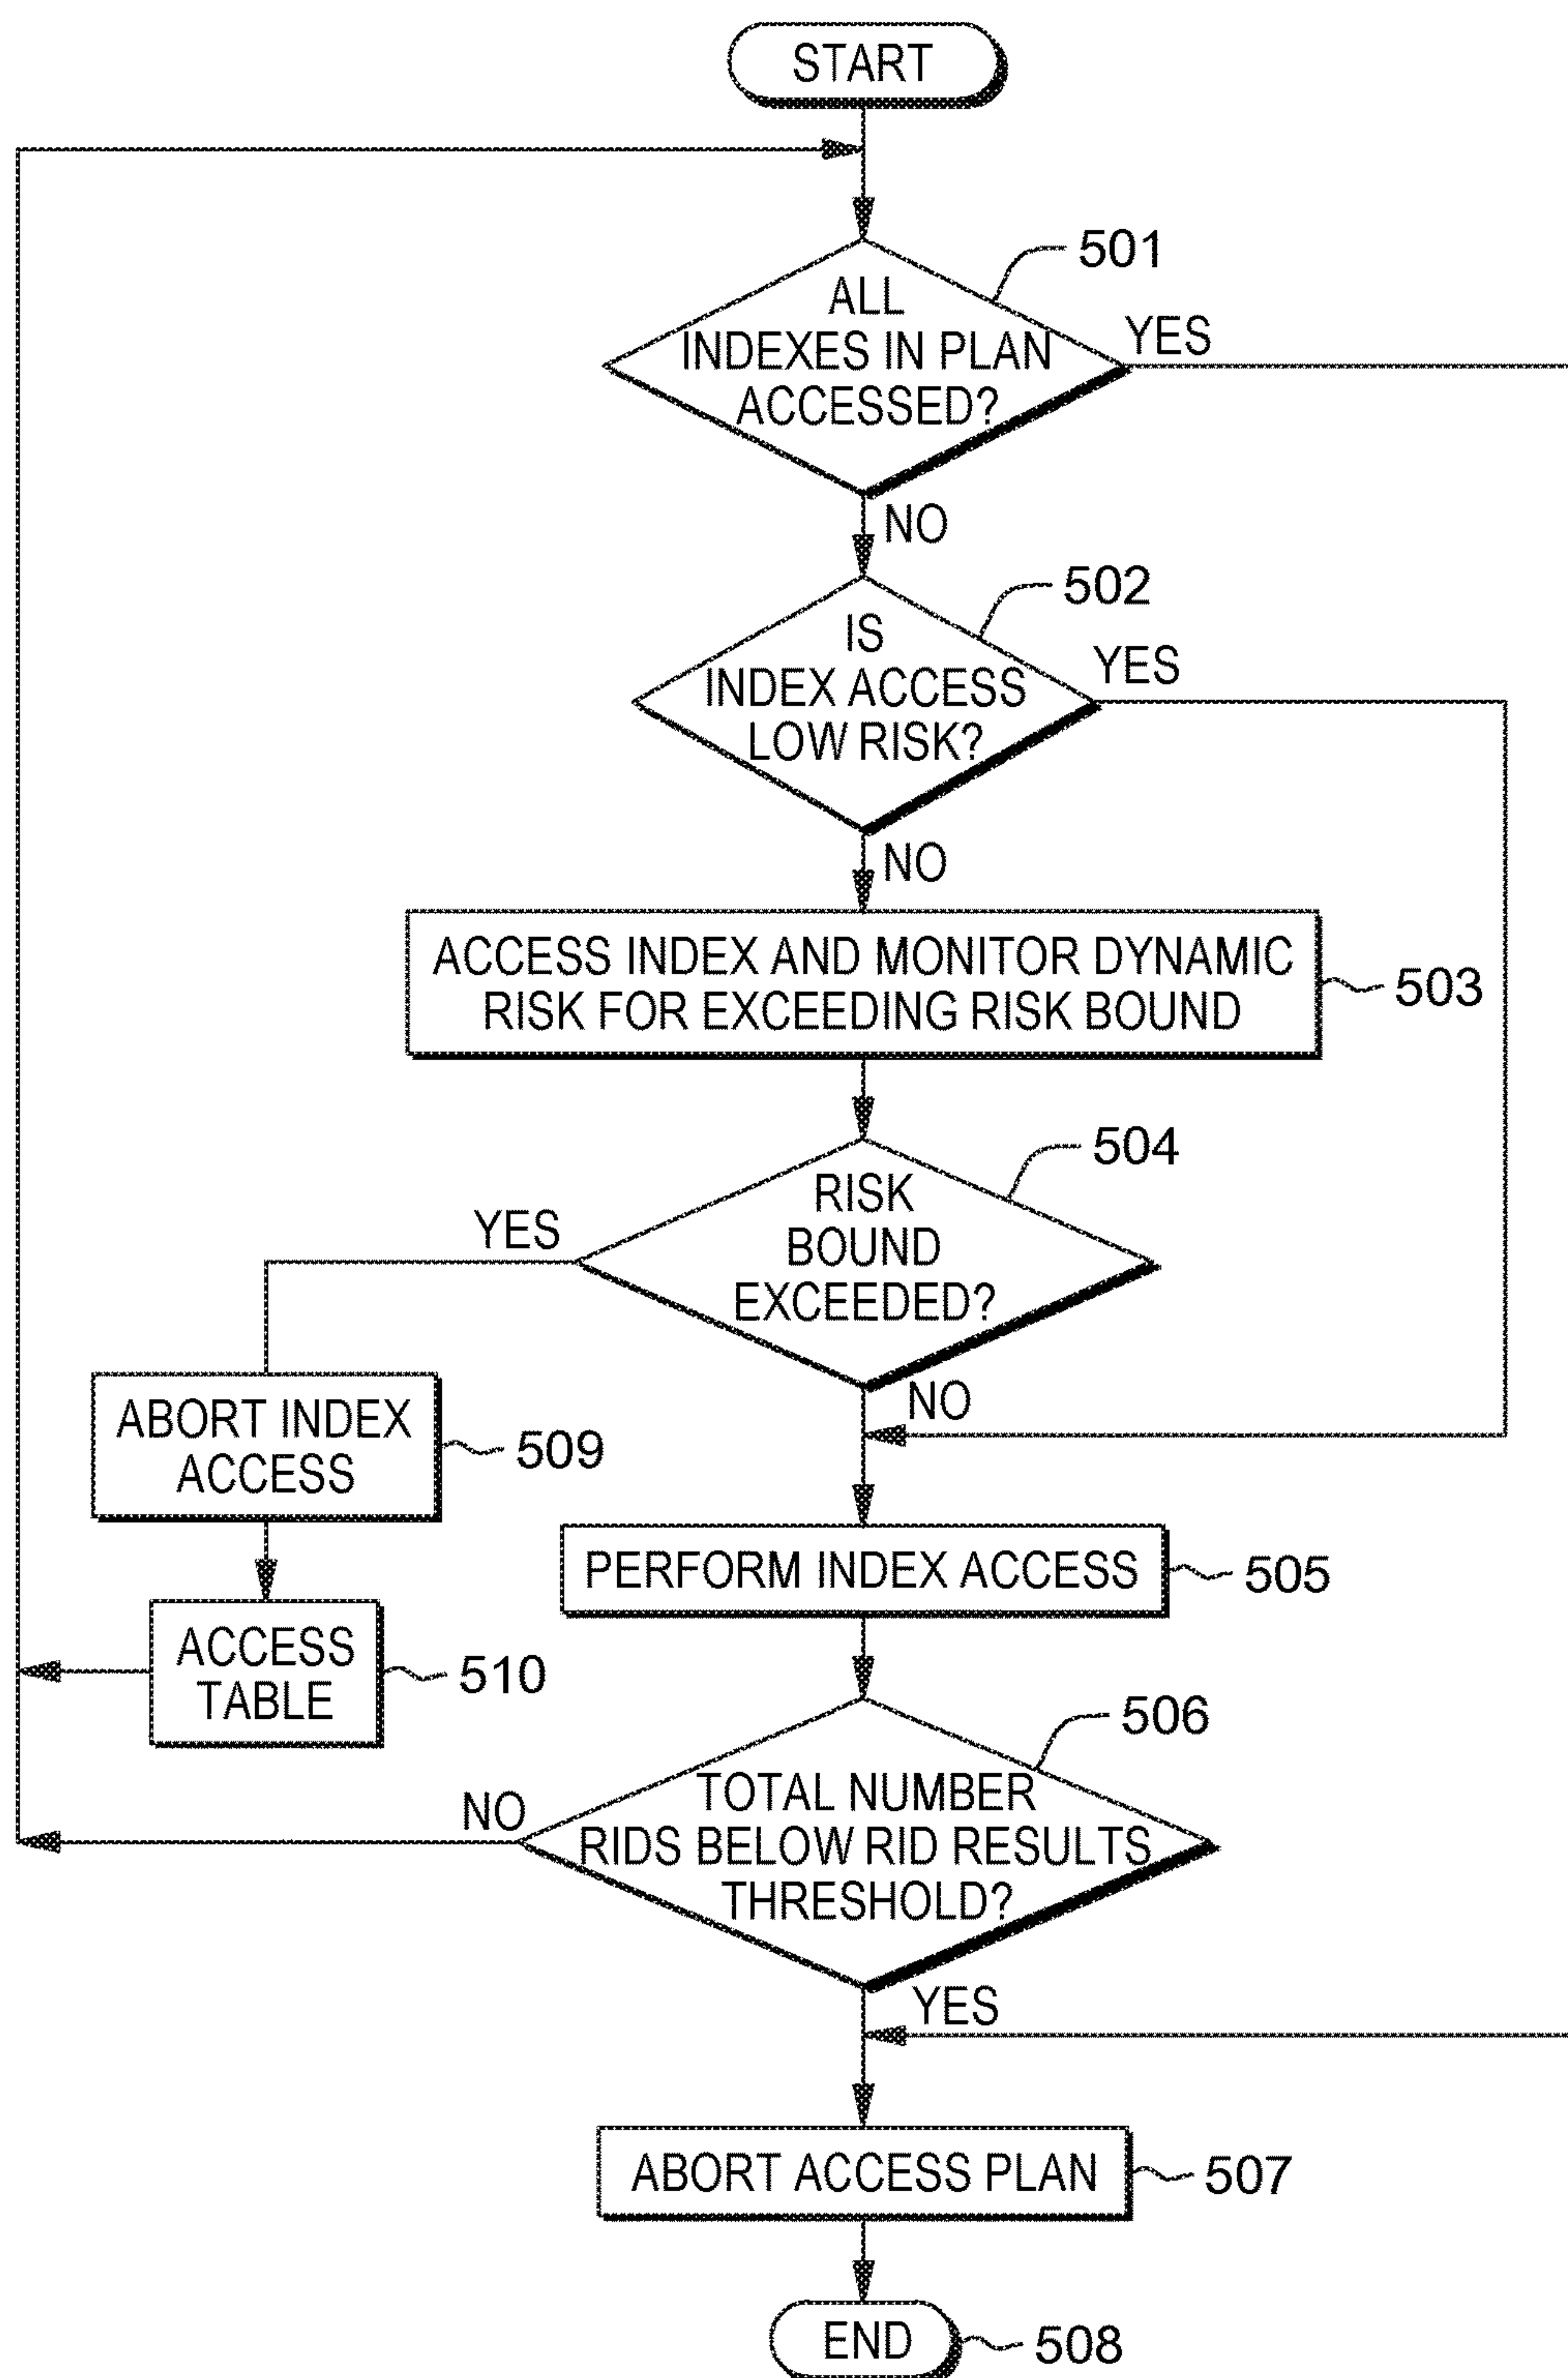 START
501
ALL
INDEXES IN PLAN
ACCESSED?
YES
NO
502
IS
INDEX ACCESS
LOW RISK?
YES
NO
ACCESS INDEX AND MONITOR DYNAMIC
RISK FOR EXCEEDING RISK BOUND
503
504
RISK
BOUND
EXCEEDED?
YES
NO
ABORT INDEX
ACCESS
509
PERFORM INDEX ACCESS
505
ACCESS
TABLE
510
506
TOTAL NUMBER
RIDS BELOW RID RESULTS
THRESHOLD?
NO
YES
ABORT ACCESS PLAN
507
END
508